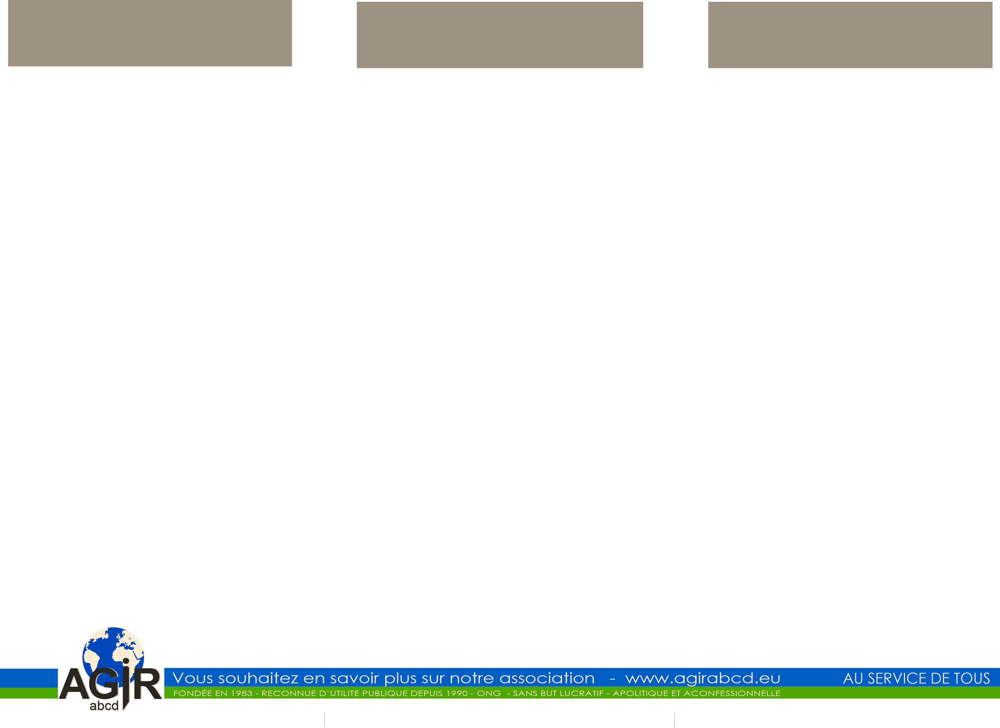 AGIR
abcd
Vous souhaitez en savoir plus sur notre association - www.agirabcd.eu
AU SERVICE DE TOUS
FONDÉE EN 1983 - RECONNUE D'UTILITE PUBLIQUE DEPUIS 1990 - ONG - SANS BUT LUCRATIF - APOLITIQUE ET ACONFESSIONNELLE